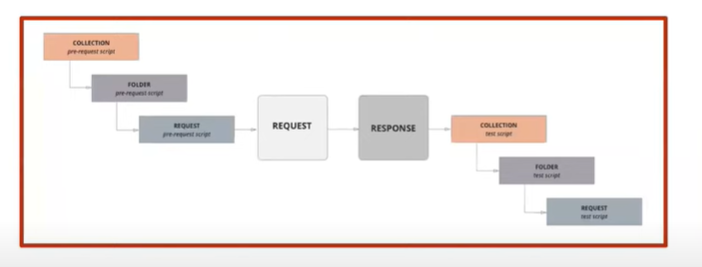 COLLECTION
pre-request script
FOLDER
pre-request script
REQUEST
pre-request script
REQUEST
RESPONSE
COLLECTION
test script
FOLDER
test script
REQUEST
test script